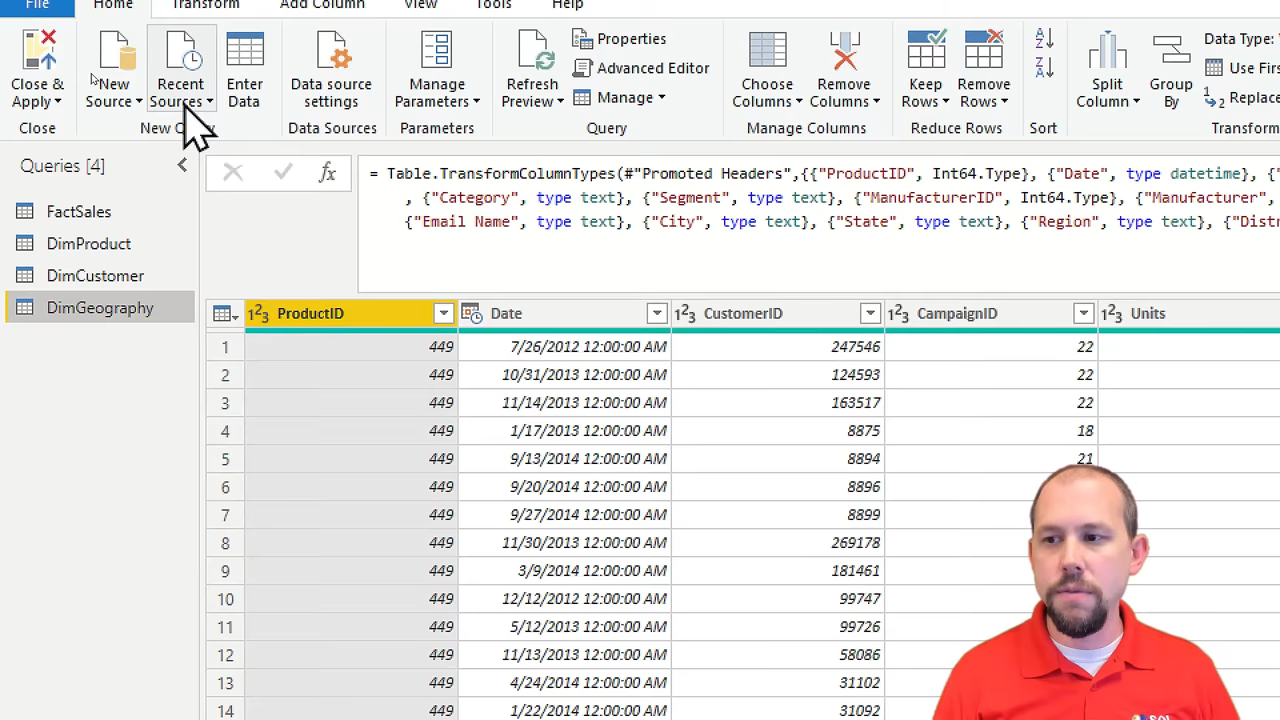 File Home Transform Add Column View Tools Help
Close & Apply
New Source
Recent Sources
Enter Data
Data source settings
Manage Parameters
Refresh Preview
Properties
Advanced Editor
Manage
Choose Columns
Remove Columns
Keep Rows
Remove Rows
Split Column
Group By
Data Type:
Use Firs
Replace
Close
New Qu y
Data Sources
Parameters
Query
Manage Columns
Reduce Rows
Sort
Transform
Queries [4]
FactSales
DimProduct
DimCustomer
DimGeography
fx
= Table.TransformColumnTypes(#"Promoted Headers",{{"ProductID", Int64.Type}, {"Date", type datetime}, {"
, {"Category", type text}, {"Segment", type text}, {"ManufacturerID", Int64.Type}, {"Manufacturer",
{"Email Name", type text}, {"City", type text}, {"State", type text}, {"Region", type text}, {"Distr
123 ProductID Date 123 CustomerID 123 CampaignID 123 Units
1 449 7/26/2012 12:00:00 AM 247546 22
2 449 10/31/2013 12:00:00 AM 124593 22
3 449 11/14/2013 12:00:00 AM 163517 22
4 449 1/17/2013 12:00:00 AM 8875 18
5 449 9/13/2014 12:00:00 AM 8894 21
6 449 9/20/2014 12:00:00 AM 8896
7 449 9/27/2014 12:00:00 AM 8899
8 449 11/30/2013 12:00:00 AM 269178
9 449 3/9/2014 12:00:00 AM 181461
10 449 12/12/2012 12:00:00 AM 99747
11 449 5/12/2013 12:00:00 AM 99726
12 449 11/13/2013 12:00:00 AM 58086
13 449 4/24/2014 12:00:00 AM 31102
14 449 1/22/2014 12:00:00 AM 31092